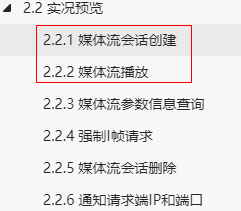 2.2 实况预览
2.2.1 媒体流会话创建
2.2.2 媒体流播放
2.2.3 媒体流参数信息查询
2.2.4 强制I帧请求
2.2.5 媒体流会话删除
2.2.6 通知请求端IP和端口